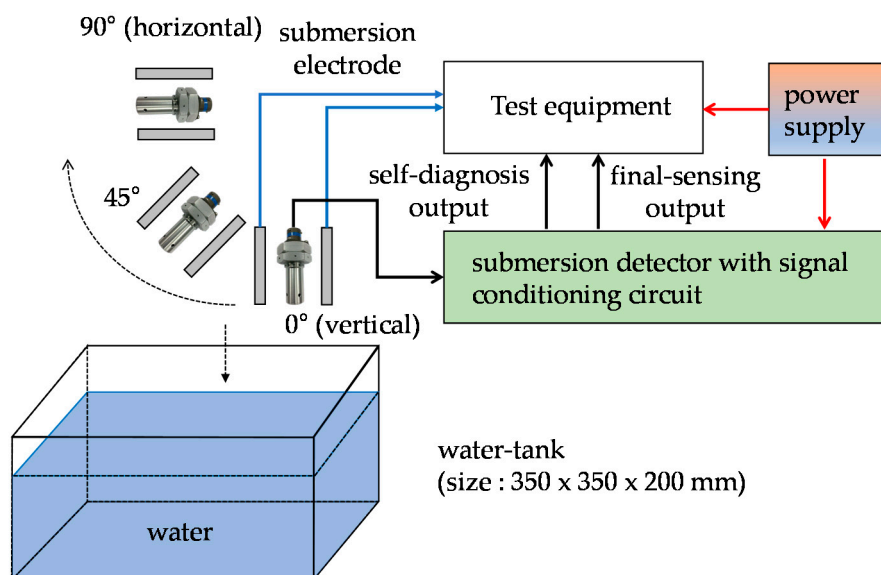 90° (horizontal)
submersion
electrode
Test equipment
power
supply
45°
self-diagnosis
output
final-sensing
output
submersion detector with signal
conditioning circuit
0° (vertical)
water-tank
(size : 350 x 350 x 200 mm)
water